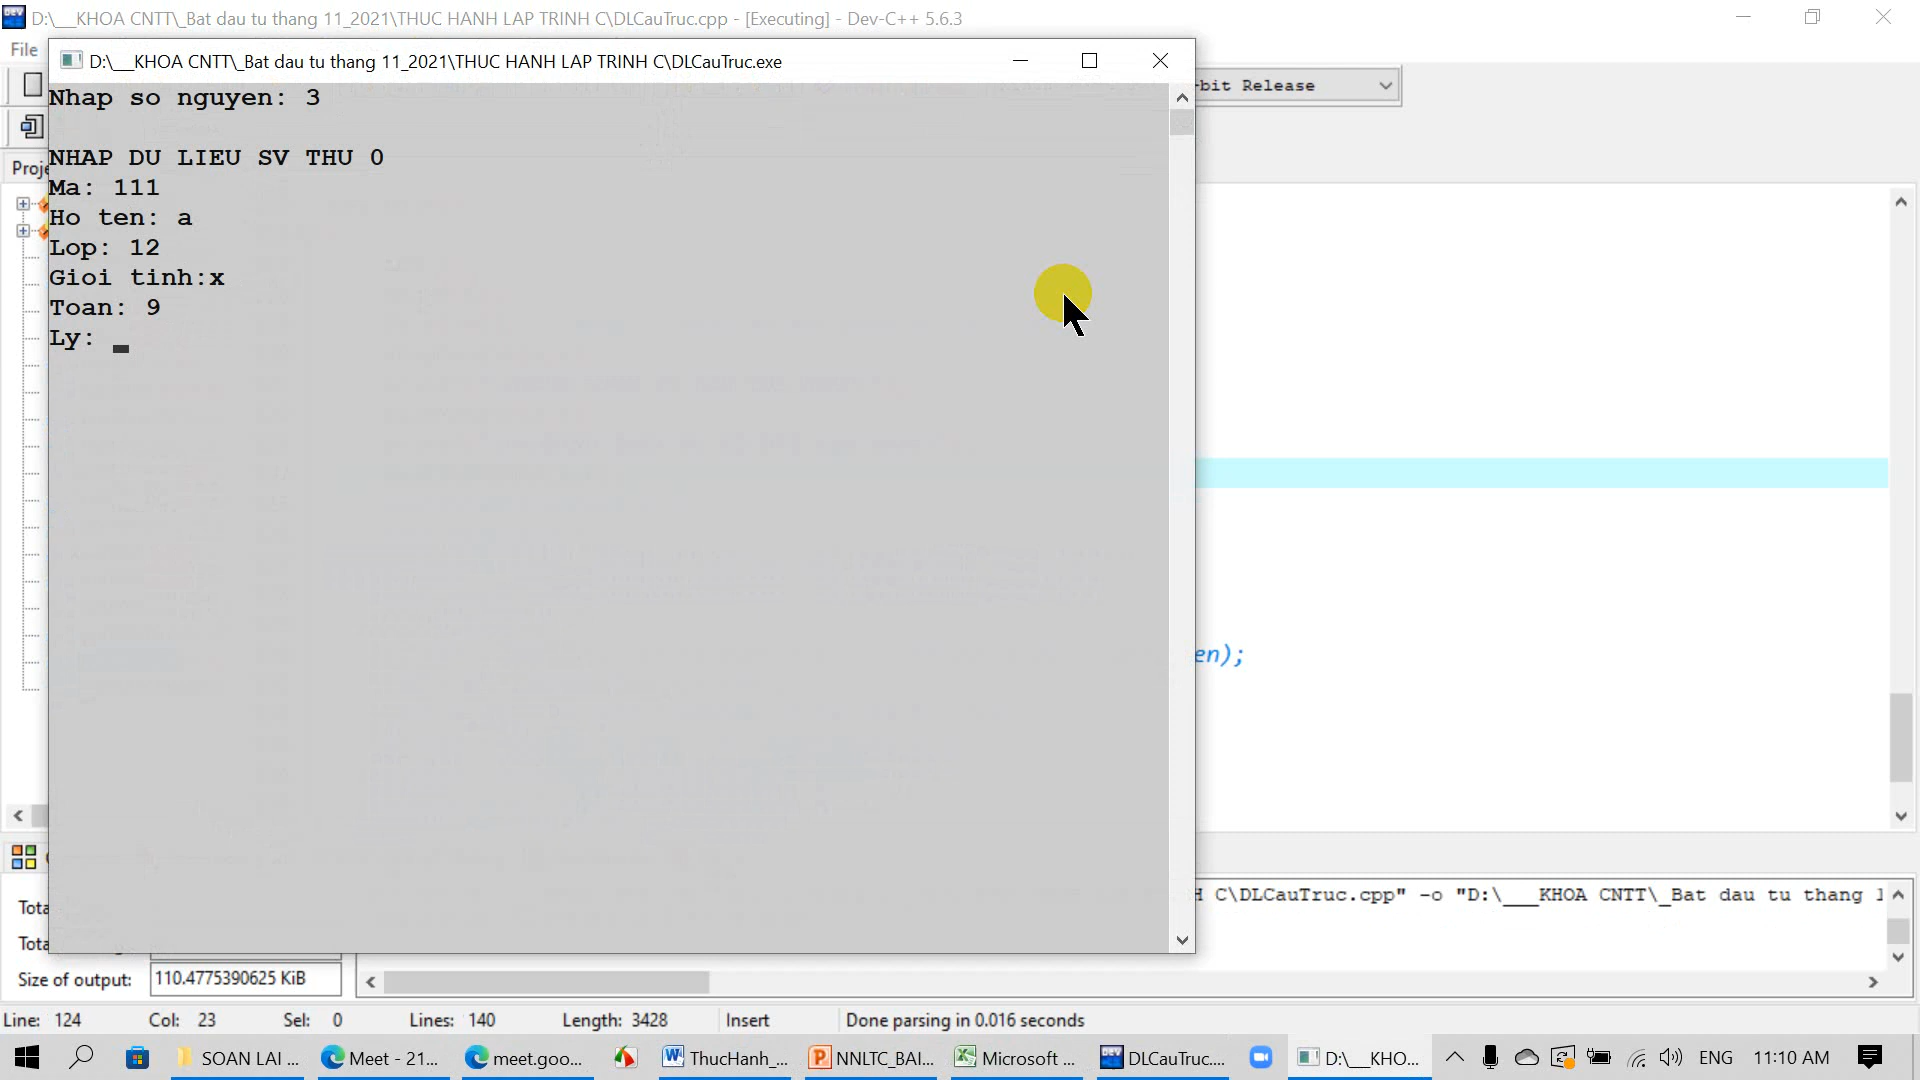 D:\___KHOA CNTT\_Bat dau tu thang 11_2021\THUC HANH LAP TRINH C\DLCauTruc.cpp - [Executing] - Dev-C++ 5.6.3
File
D:\___KHOA CNTT\_Bat dau tu thang 11_2021\THUC HANH LAP TRINH C\DLCauTruc.exe
-bit Release
Nhap so nguyen: 3
NHAP DU LIEU SV THU 0
Ma: 111
Ho ten: a
Lop: 12
Gioi tinh:x
Toan: 9
Ly:
Proje
en);
H C\DLCauTruc.cpp" -o "D:\___KHOA CNTT\_Bat dau tu thang 1
Tota
Tota
Size of output: 110.4775390625 KiB
Line: 124 Col: 23 Sel: 0 Lines: 140 Length: 3428 Insert Done parsing in 0.016 seconds
SOAN LAI ... Meet - 21... meet.goo... ThucHanh_... NNLTC_BAI... Microsoft ... DLCauTruc.... D:\__KHO... ENG 11:10 AM